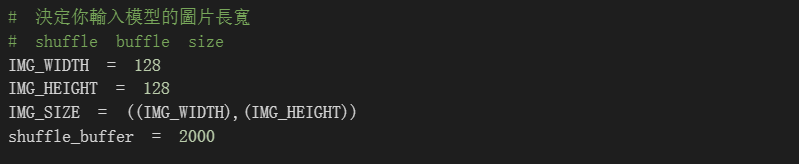 # 決定你輸入模型的圖片長寬
# shuffle buffle size
IMG_WIDTH = 128
IMG_HEIGHT = 128
IMG_SIZE = ((IMG_WIDTH),(IMG_HEIGHT))
shuffle_buffer = 2000